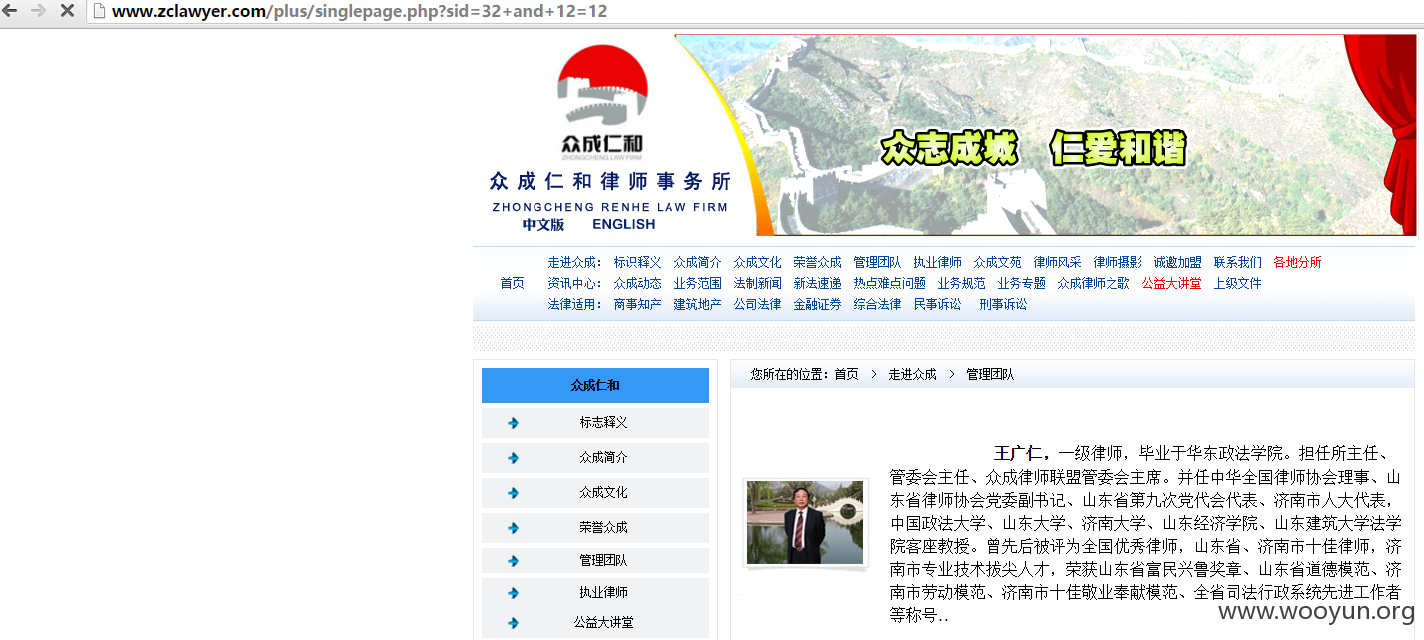 www.zclawyer.com/plus/singlepage.php?sid=32+and+12=12
众成仁和
ZHONGCHENG LAW FIRM
众成仁和律师事务所
ZHONGCHENG RENHE LAW FIRM
中文版 ENGLISH
众志成城 仁爱和谐
走进众成: 标识释义 众成简介 众成文化 荣誉众成 管理团队 执业律师 众成文苑 律师风采 律师摄影 诚邀加盟 联系我们 各地分所
首页 资讯中心: 众成动态 业务范围 法制新闻 新法速递 热点难点问题 业务规范 业务专题 众成律师之歌 公益大讲堂 上级文件
法律适用: 商事知产 建筑地产 公司法律 金融证券 综合法律 民事诉讼 刑事诉讼
众成仁和
标志释义
众成简介
众成文化
荣誉众成
管理团队
执业律师
公益大讲堂
您所在的位置: 首页 > 走进众成 > 管理团队
王广仁，一级律师，毕业于华东政法学院。担任所主任、
管委会主任、众成律师联盟管委会主席。并任中华全国律师协会理事、山
东省律师协会党委副书记、山东省第九次党代会代表、济南市人大代表，
中国政法大学、山东大学、济南大学、山东经济学院、山东建筑大学法学
院客座教授。曾先后被评为全国优秀律师，山东省、济南市十佳律师，济
南市专业技术拔尖人才，荣获山东省富民兴鲁奖章、山东省道德模范、济
南市劳动模范、济南市十佳敬业奉献模范、全省司法行政系统先进工作者
等称号..
www.wooyun.org